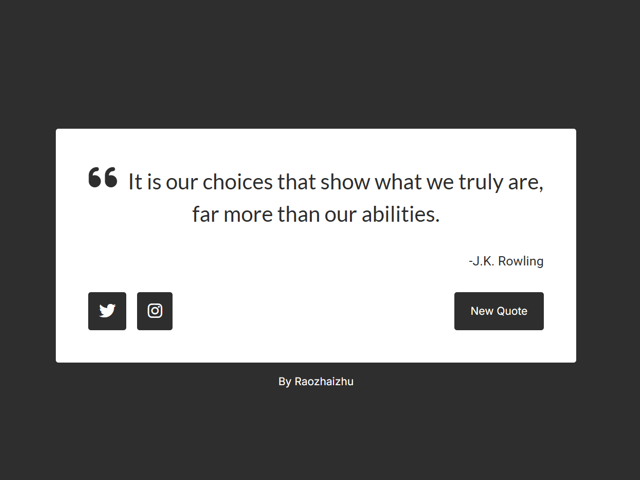 “ It is our choices that show what we truly are,
far more than our abilities.
-J.K. Rowling
New Quote
By Raozhaizhu